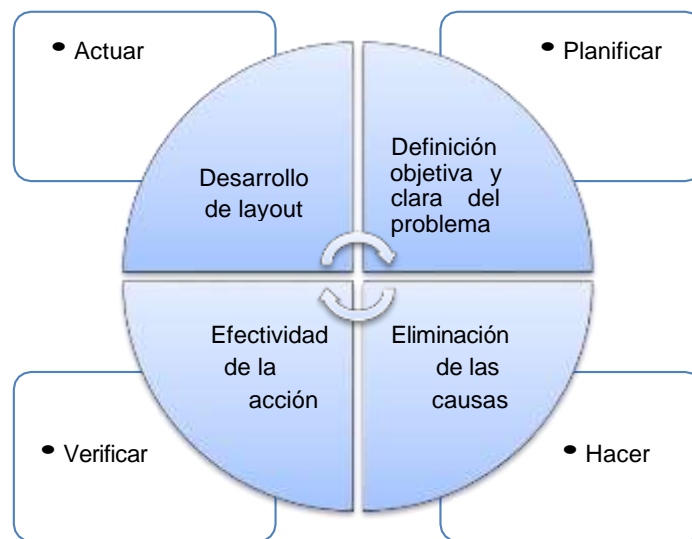 • Actuar
• Planificar
Desarrollo
de layout
Definición
objetiva y
clara del
problema
Efectividad
de la
acción
Eliminación
de las
causas
• Verificar
• Hacer